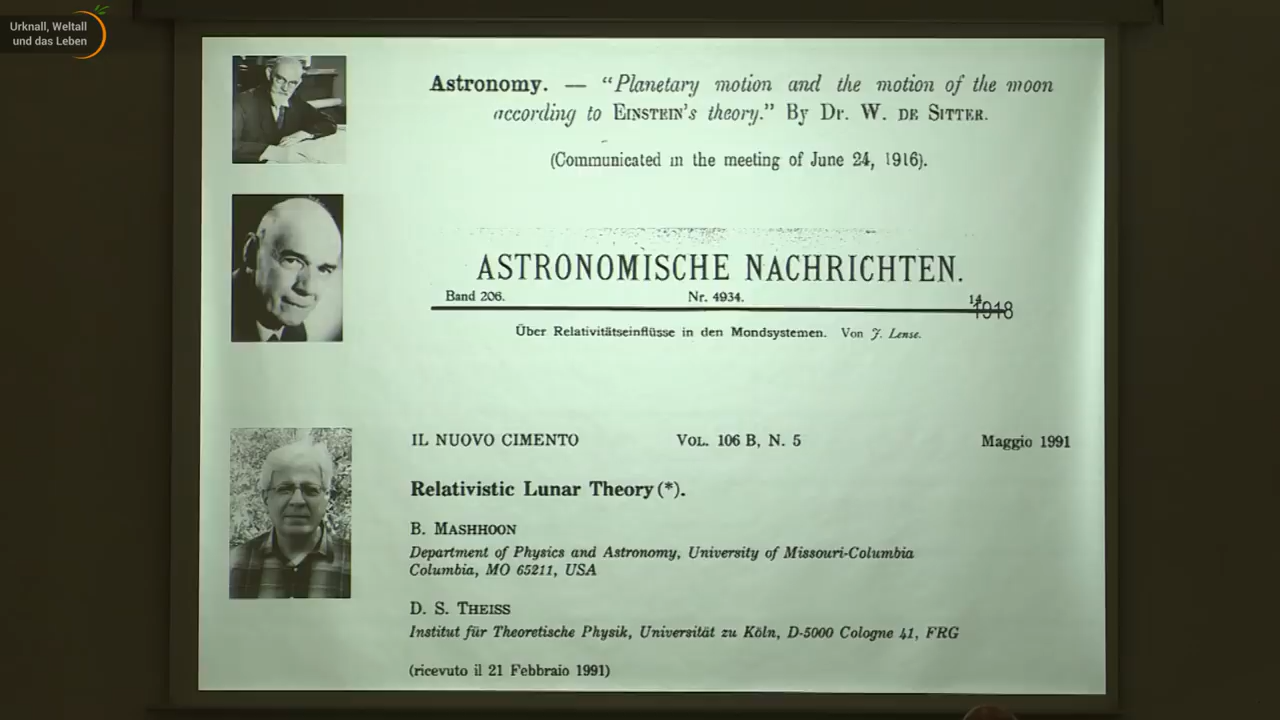 Urknall, Weltall
und das Leben
Astronomy. — “Planetary motion and the motion of the moon
according to EINSTEIN's theory.” By Dr. W. DE SITTER.
(Communicated in the meeting of June 24, 1916).
ASTRONOMISCHE NACHRICHTEN.
Band 206. Nr. 4934. 14
1918
Über Relativitätseinflüsse in den Mondsystemen. Von J. Lense.
IL NUOVO CIMENTO VOL. 106 B, N. 5 Maggio 1991
Relativistic Lunar Theory (*).
B. MASHHOON
Department of Physics and Astronomy, University of Missouri-Columbia
Columbia, MO 65211, USA
D. S. THEISS
Institut für Theoretische Physik, Universität zu Köln, D-5000 Cologne 41, FRG
(ricevuto il 21 Febbraio 1991)